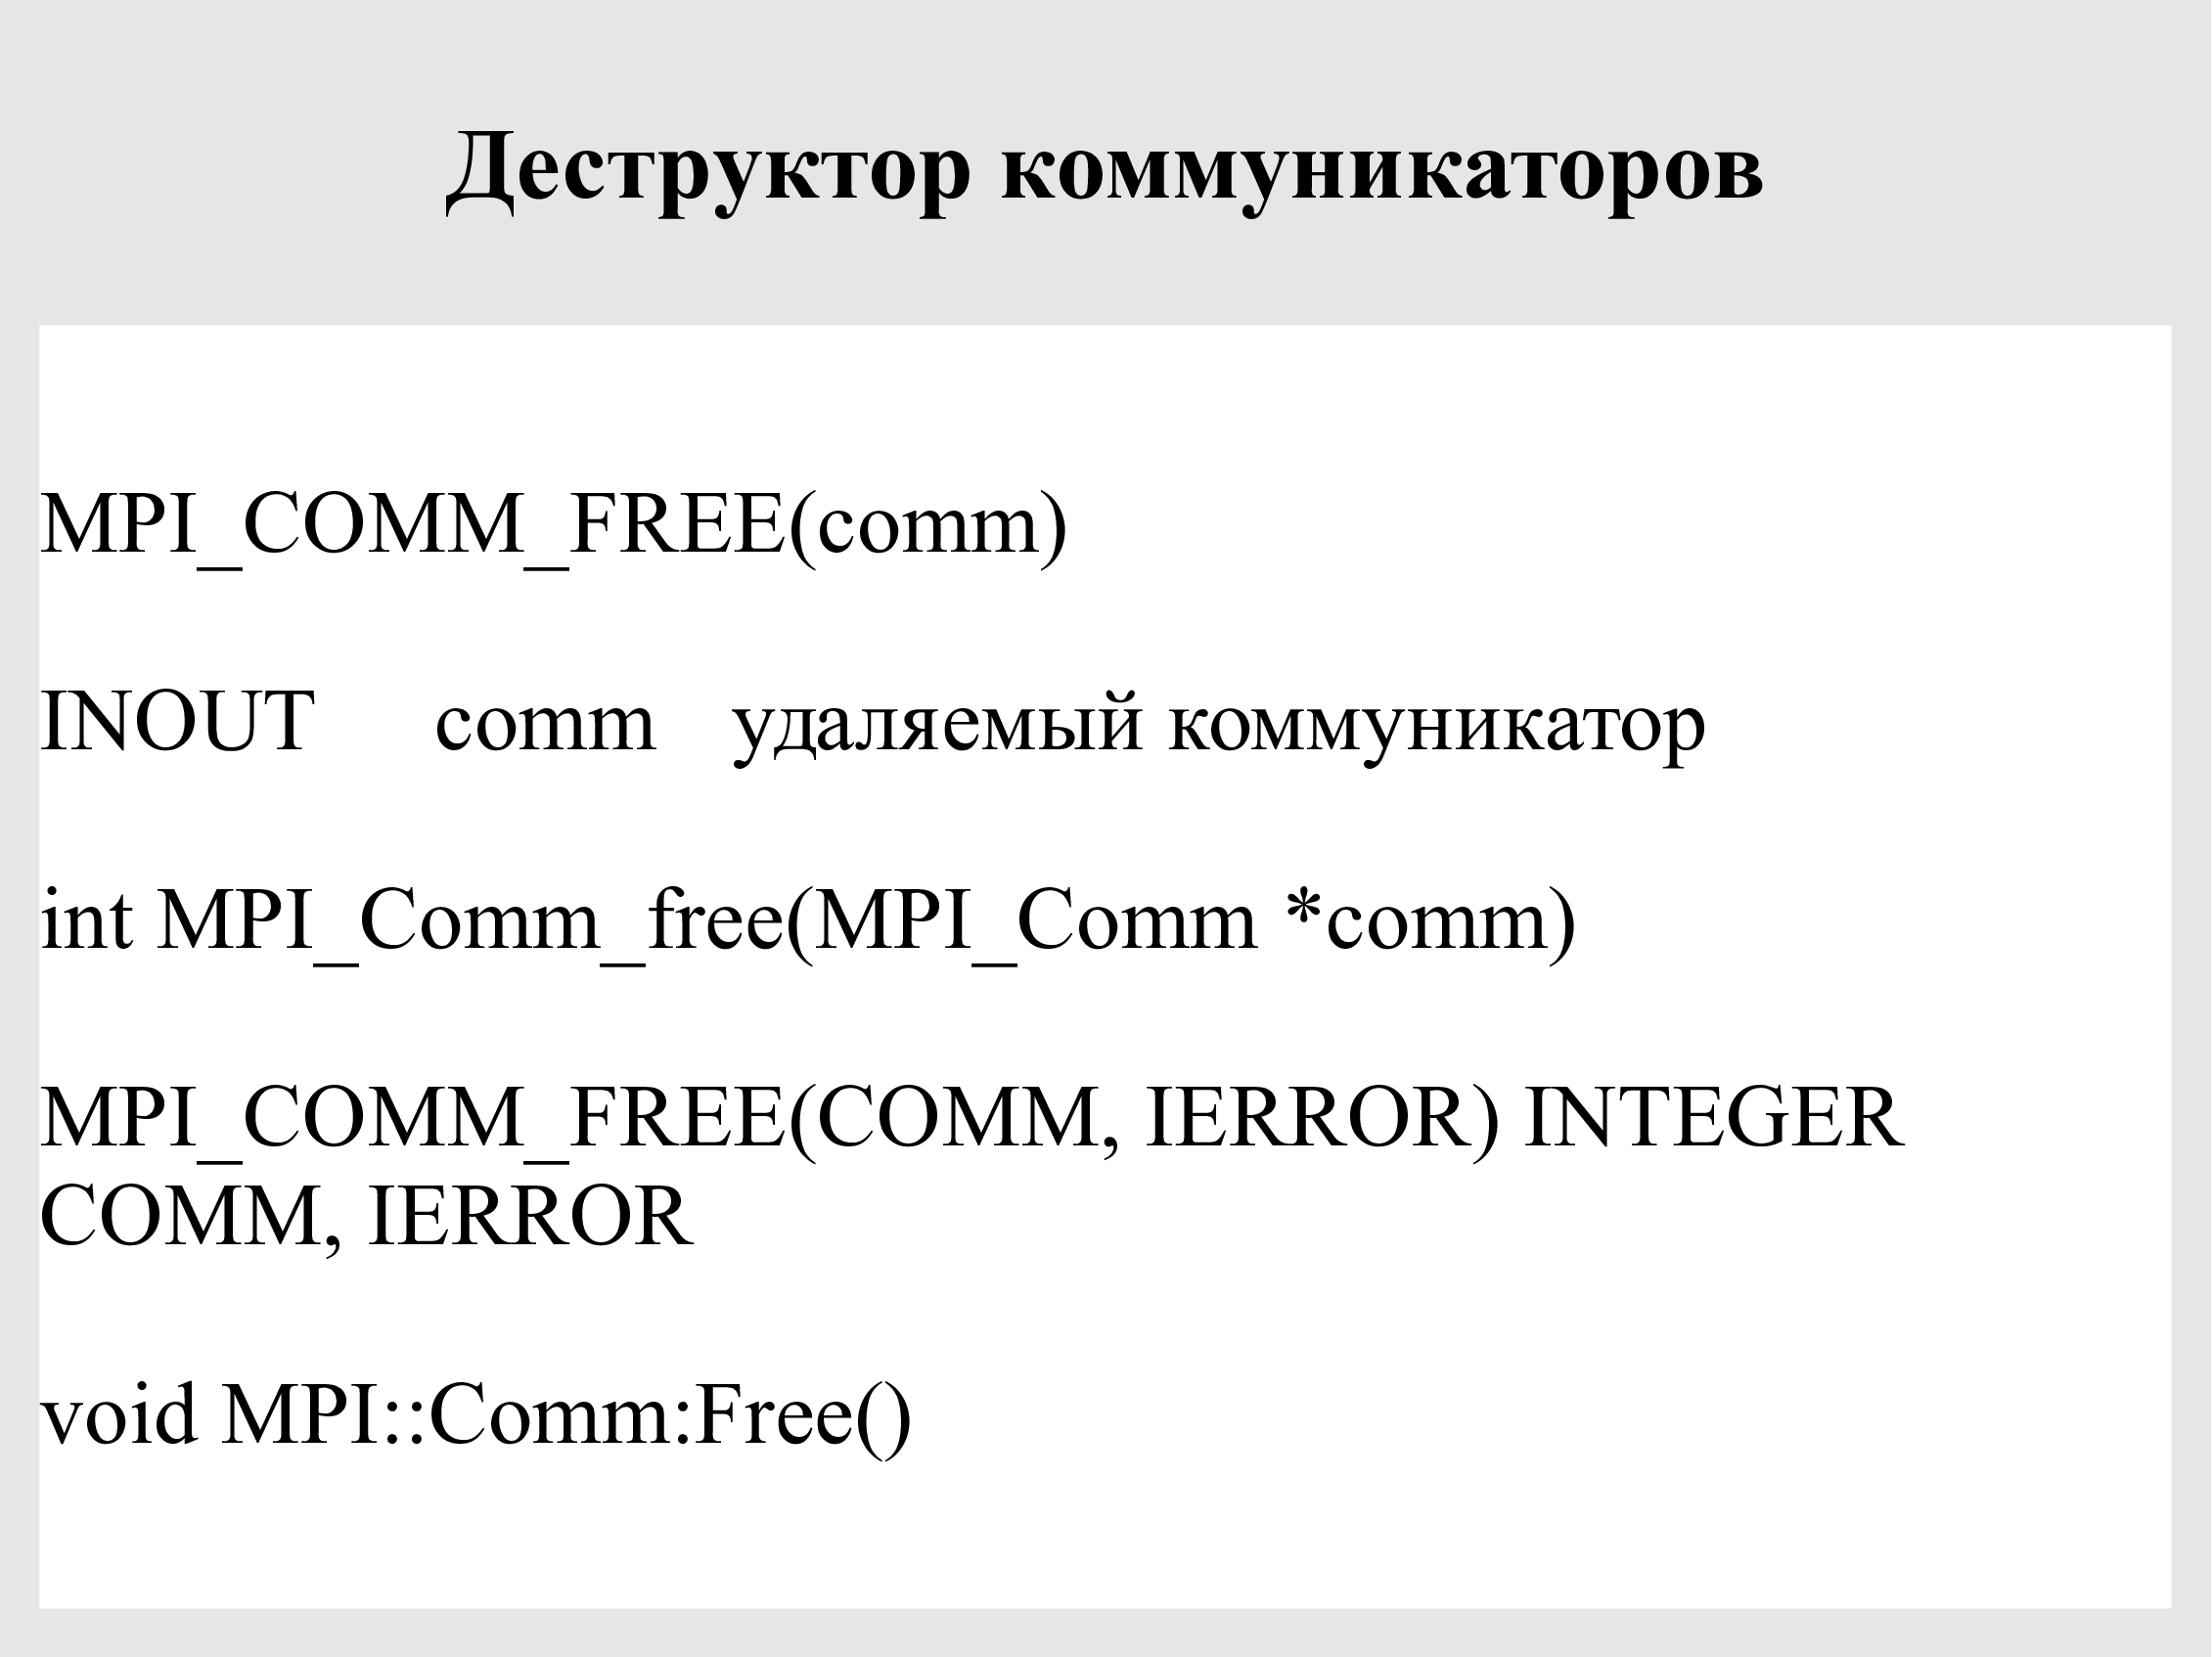 Деструктор коммуникаторов
MPI_COMM_FREE(comm)
INOUT comm удаляемый коммуникатор
int MPI_Comm_free(MPI_Comm *comm)
MPI_COMM_FREE(COMM, IERROR) INTEGER
COMM, IERROR
void MPI::Comm:Free()